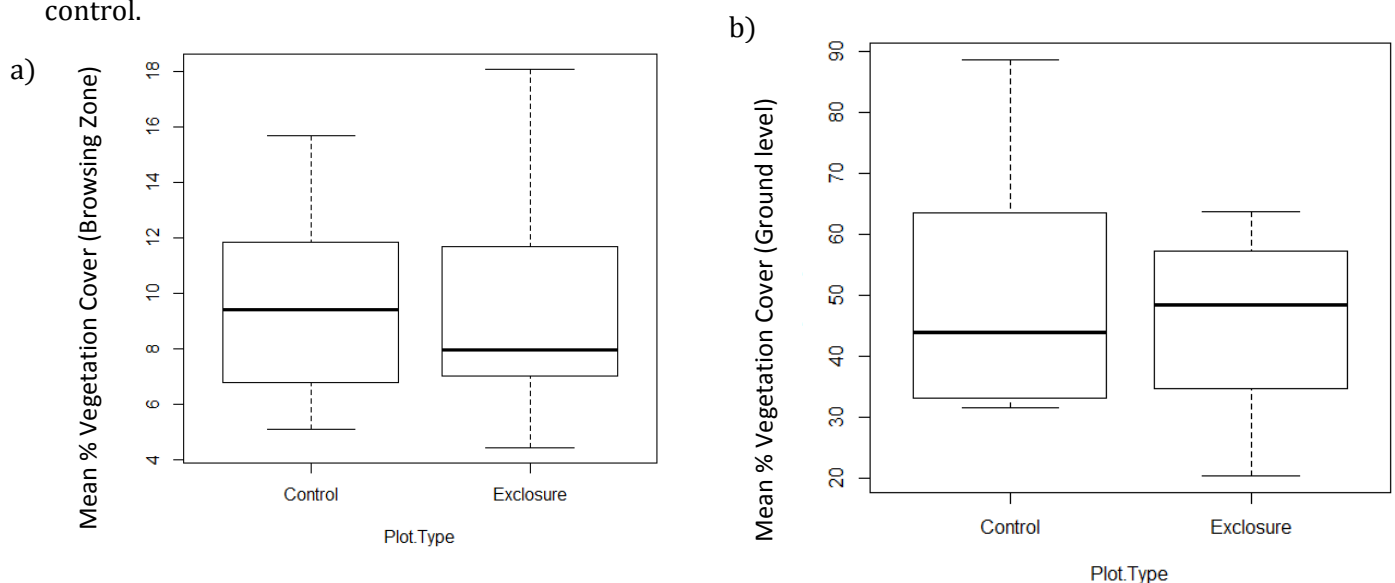 control.
a)
Mean % Vegetation Cover (Browsing Zone)
18
16
14
12
10
8
6
4
Control Exclosure
Plot.Type
b)
Mean % Vegetation Cover (Ground level)
90
80
70
60
50
40
30
20
Control Exclosure
Plot.Type